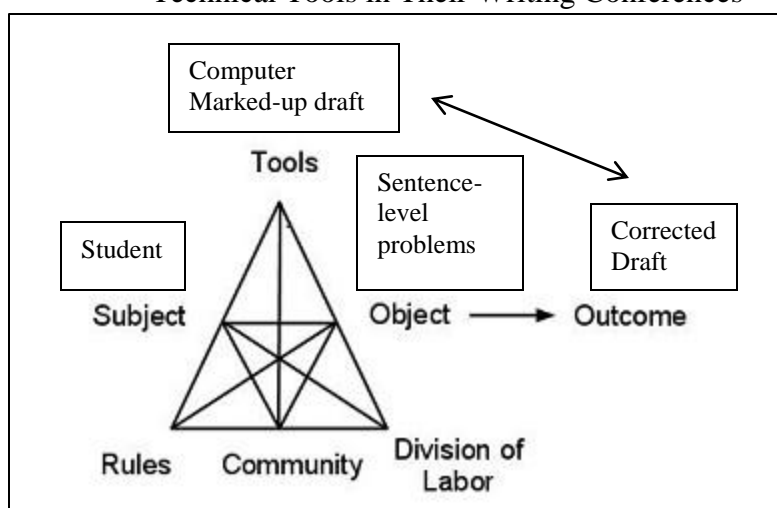 Technical Tools in Their Writing Conferences
Computer
Marked-up draft
Tools
Sentence-
level
problems
Student
Corrected
Draft
Subject
Object
Outcome
Rules
Community
Division of
Labor